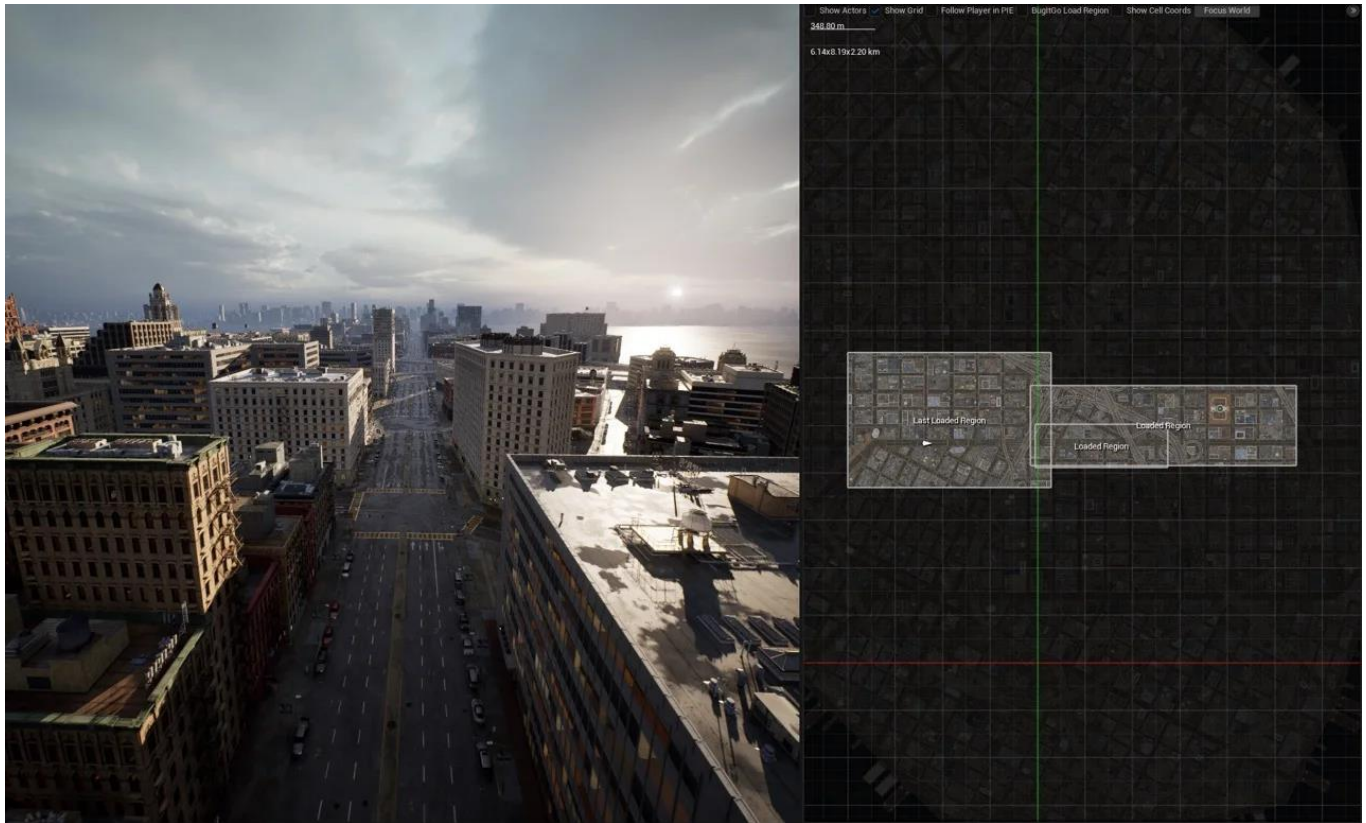 Show Actors Show Grid Follow Player in PIE BugItGo Load Region Show Cell Coords Focus World
348.80 m
6.14x8.19x2.20 km
Last Loaded Region
Loaded Region
Loaded Region